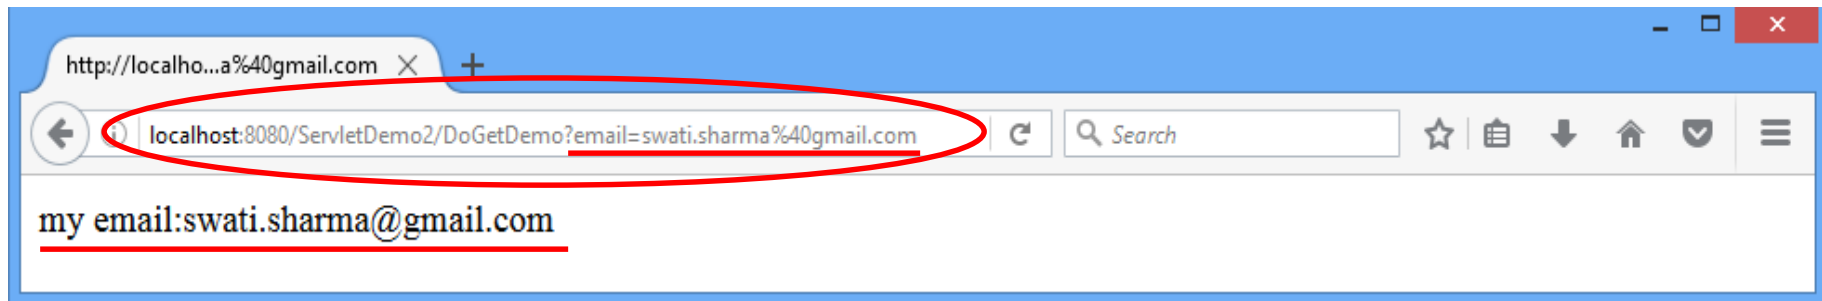 http://localho...a%40gmail.com
localhost:8080/ServletDemo2/DoGetDemo?email=swati.sharma%40gmail.com
Search
my email:swati.sharma@gmail.com